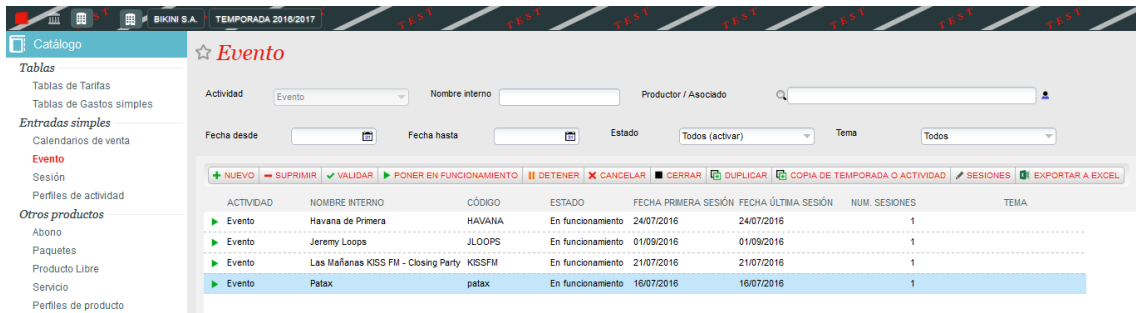 BIKINI S.A. TEMPORADA 2016/2017 TEST TEST TEST TEST TEST TEST TEST TEST TEST
Catálogo
Tablas
Tablas de Tarifas
Tablas de Gastos simples
Entradas simples
Calendarios de venta
Evento
Sesión
Perfiles de actividad
Otros productos
Abono
Paquetes
Producto Libre
Servicio
Perfiles de producto
Evento
Actividad Evento Nombre interno Productor / Asociado
Fecha desde Fecha hasta Estado Todos (activar) Tema Todos
NUEVO SUPRIMIR VALIDAR PONER EN FUNCIONAMIENTO DETENER CANCELAR CERRAR DUPLICAR COPIA DE TEMPORADA O ACTIVIDAD SESIONES EXPORTAR A EXCEL
ACTIVIDAD NOMBRE INTERNO CÓDIGO ESTADO FECHA PRIMERA SESIÓN FECHA ÚLTIMA SESIÓN NUM. SESIONES TEMA
Evento Havana de Primera HAVANA En funcionamiento 24/07/2016 24/07/2016 1
Evento Jeremy Loops JLOOPS En funcionamiento 01/09/2016 01/09/2016 1
Evento Las Mañanas KISS FM - Closing Party KISSFM En funcionamiento 21/07/2016 21/07/2016 1
Evento Patax patax En funcionamiento 16/07/2016 16/07/2016 1